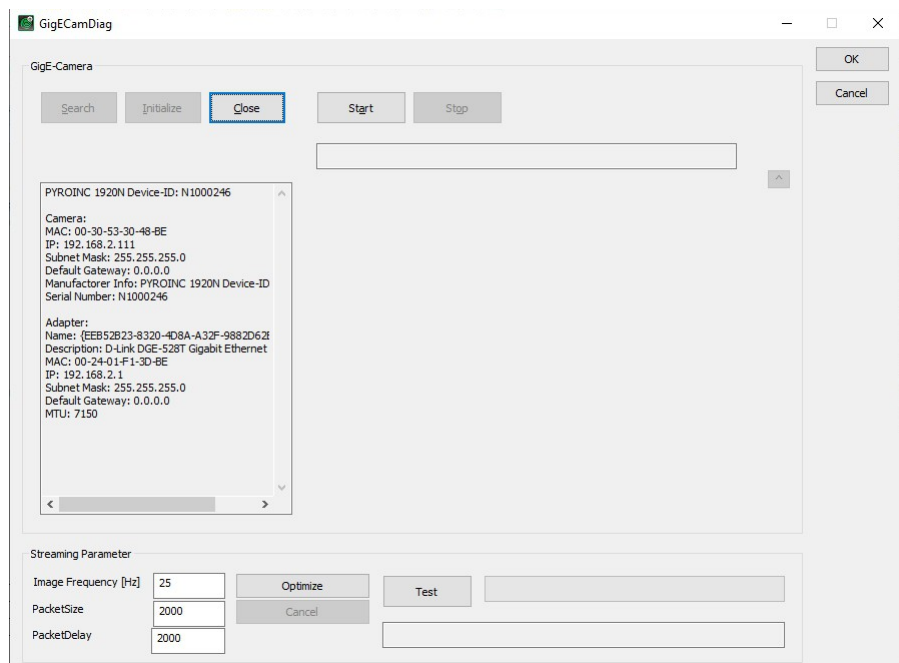 GigECamDiag
OK
Cancel
GigE-Camera
Search Initialize Close Start Stop
PYROINC 1920N Device-ID: N1000246
Camera:
MAC: 00-30-53-30-48-BE
IP: 192.168.2.111
Subnet Mask: 255.255.255.0
Default Gateway: 0.0.0.0
Manufactorer Info: PYROINC 1920N Device-ID
Serial Number: N1000246
Adapter:
Name: {EEB52B23-8320-4D8A-A32F-9882D62E
Description: D-Link DGE-528T Gigabit Ethernet
MAC: 00-24-01-F1-3D-BE
IP: 192.168.2.1
Subnet Mask: 255.255.255.0
Default Gateway: 0.0.0.0
MTU: 7150
Streaming Parameter
Image Frequency [Hz] 25 Optimize Test
PacketSize 2000 Cancel
PacketDelay 2000